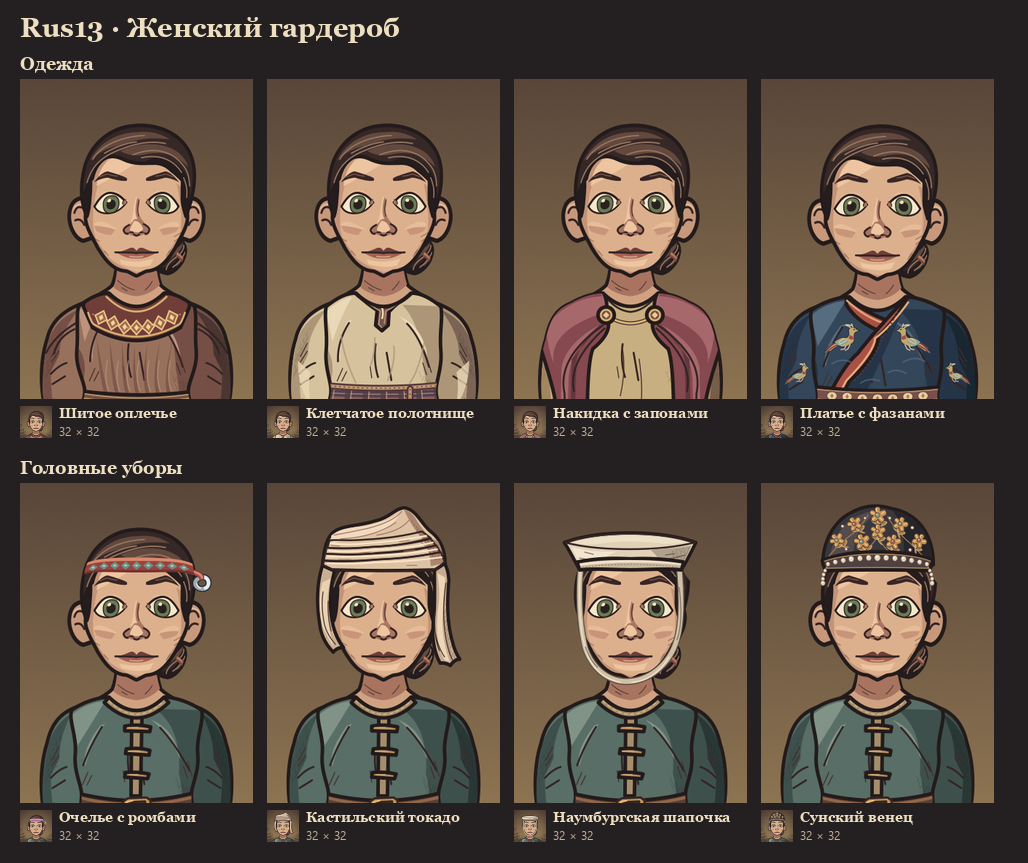 Rus13 · Женский гардероб
Одежда
Шитое оплечье
32 × 32
Клетчатое полотнище
32 × 32
Накидка с запонами
32 × 32
Платье с фазанами
32 × 32
Головные уборы
Очелье с ромбами
32 × 32
Кастильский токадо
32 × 32
Наумбургская шапочка
32 × 32
Сунский венец
32 × 32